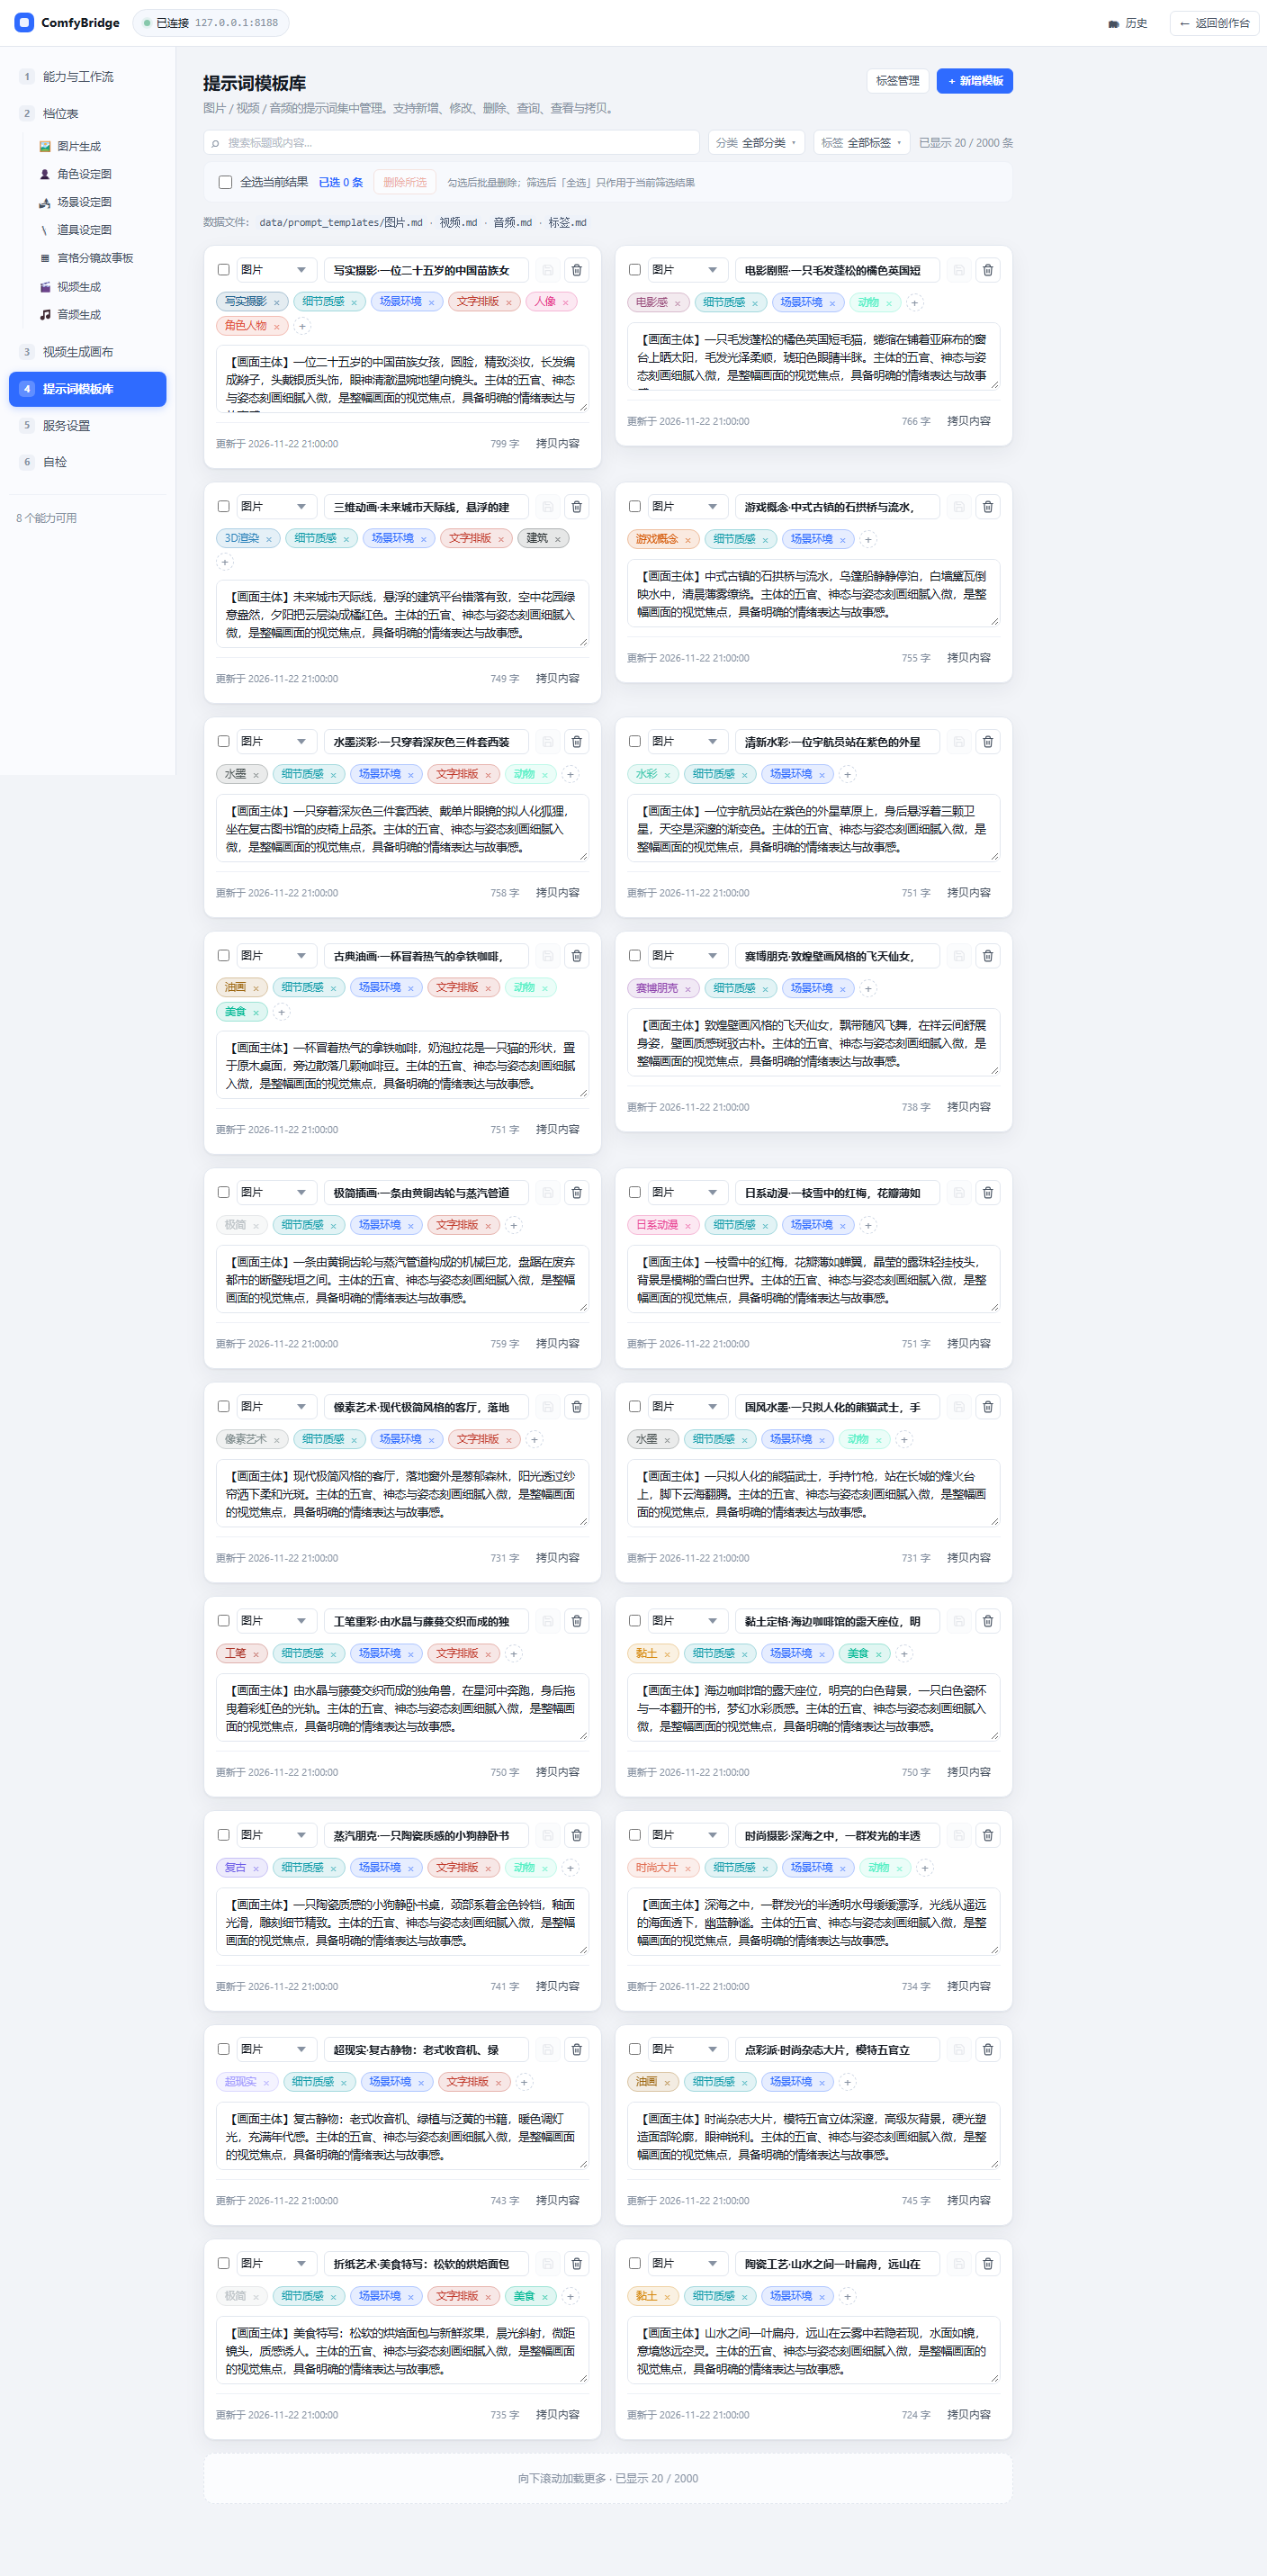 ComfyBridge
已连接 127.0.0.1:8188
历史
← 返回创作台
1 能力与工作流
2 档位表
图片生成
角色设定图
场景设定图
道具设定图
宫格分镜故事板
视频生成
音频生成
3 视频生成画布
4 提示词模板库
5 服务设置
6 自检
8 个能力可用
提示词模板库
标签管理
+ 新增模板
图片 / 视频 / 音频的提示词集中管理。支持新增、修改、删除、查询、查看与拷贝。
搜索标题或内容...
分类 全部分类
标签 全部标签
已显示 20 / 2000 条
全选当前结果
已选 0 条
删除所选
勾选后批量删除；筛选后「全选」只作用于当前筛选结果
数据文件: data/prompt_templates/图片.md · 视频.md · 音频.md · 标签.md
图片 写实摄影·一位二十五岁的中国苗族女
写实摄影 × 细节质感 × 场景环境 × 文字排版 × 人像 ×
角色人物 × +
【画面主体】一位二十五岁的中国苗族女孩，圆脸，精致淡妆，长发编
成辫子，头戴银质头饰，眼神清澈温婉地望向镜头。主体的五官、神态
与姿态刻画细腻入微，是整幅画面的视觉焦点，具备明确的情绪表达与
更新于 2026-11-22 21:00:00 799 字 拷贝内容
图片 电影剧照·一只毛发蓬松的橘色英国短
电影感 × 细节质感 × 场景环境 × 动物 × +
【画面主体】一只毛发蓬松的橘色英国短毛猫，蜷缩在铺着亚麻布的窗
台上晒太阳，毛发光泽柔顺，琥珀色眼睛半眯。主体的五官、神态与姿
态刻画细腻入微，是整幅画面的视觉焦点，具备明确的情绪表达与故事
更新于 2026-11-22 21:00:00 766 字 拷贝内容
图片 三维动画·未来城市天际线，悬浮的建
3D渲染 × 细节质感 × 场景环境 × 文字排版 × 建筑 ×
+
【画面主体】未来城市天际线，悬浮的建筑平台错落有致，空中花园绿
意盎然，夕阳把云层染成橘红色。主体的五官、神态与姿态刻画细腻入
微，是整幅画面的视觉焦点，具备明确的情绪表达与故事感。
更新于 2026-11-22 21:00:00 749 字 拷贝内容
图片 游戏概念·中式古镇的石拱桥与流水，
游戏概念 × 细节质感 × 场景环境 × +
【画面主体】中式古镇的石拱桥与流水，乌篷船静静停泊，白墙黛瓦倒
映水中，清晨薄雾缭绕。主体的五官、神态与姿态刻画细腻入微，是整
幅画面的视觉焦点，具备明确的情绪表达与故事感。
更新于 2026-11-22 21:00:00 755 字 拷贝内容
图片 水墨淡彩·一只穿着深灰色三件套西装
水墨 × 细节质感 × 场景环境 × 文字排版 × 动物 × +
【画面主体】一只穿着深灰色三件套西装、戴单片眼镜的拟人化狐狸，
坐在复古图书馆的皮椅上品茶。主体的五官、神态与姿态刻画细腻入
微，是整幅画面的视觉焦点，具备明确的情绪表达与故事感。
更新于 2026-11-22 21:00:00 758 字 拷贝内容
图片 清新水彩·一位宇航员站在紫色的外星
水彩 × 细节质感 × 场景环境 × +
【画面主体】一位宇航员站在紫色的外星草原上，身后悬浮着三颗卫
星，天空是深邃的渐变色。主体的五官、神态与姿态刻画细腻入微，是
整幅画面的视觉焦点，具备明确的情绪表达与故事感。
更新于 2026-11-22 21:00:00 751 字 拷贝内容
图片 古典油画·一杯冒着热气的拿铁咖啡，
油画 × 细节质感 × 场景环境 × 文字排版 × 动物 ×
美食 × +
【画面主体】一杯冒着热气的拿铁咖啡，奶泡拉花是一只猫的形状，置
于原木桌面，旁边散落几颗咖啡豆。主体的五官、神态与姿态刻画细腻
入微，是整幅画面的视觉焦点，具备明确的情绪表达与故事感。
更新于 2026-11-22 21:00:00 751 字 拷贝内容
图片 赛博朋克·敦煌壁画风格的飞天仙女，
赛博朋克 × 细节质感 × 场景环境 × +
【画面主体】敦煌壁画风格的飞天仙女，飘带随风飞舞，在祥云间舒展
身姿，壁画质感斑驳古朴。主体的五官、神态与姿态刻画细腻入微，是
整幅画面的视觉焦点，具备明确的情绪表达与故事感。
更新于 2026-11-22 21:00:00 738 字 拷贝内容
图片 极简插画·一条由黄铜齿轮与蒸汽管道
极简 × 细节质感 × 场景环境 × 文字排版 × +
【画面主体】一条由黄铜齿轮与蒸汽管道构成的机械巨龙，盘踞在废弃
都市的断壁残垣之间。主体的五官、神态与姿态刻画细腻入微，是整幅
画面的视觉焦点，具备明确的情绪表达与故事感。
更新于 2026-11-22 21:00:00 759 字 拷贝内容
图片 日系动漫·一枝雪中的红梅，花瓣薄如
日系动漫 × 细节质感 × 场景环境 × +
【画面主体】一枝雪中的红梅，花瓣薄如蝉翼，晶莹的露珠轻挂枝头，
背景是模糊的雪白世界。主体的五官、神态与姿态刻画细腻入微，是整
幅画面的视觉焦点，具备明确的情绪表达与故事感。
更新于 2026-11-22 21:00:00 751 字 拷贝内容
图片 像素艺术·现代极简风格的客厅，落地
像素艺术 × 细节质感 × 场景环境 × 文字排版 × +
【画面主体】现代极简风格的客厅，落地窗外是葱郁森林，阳光透过纱
帘洒下柔和光斑。主体的五官、神态与姿态刻画细腻入微，是整幅画面
的视觉焦点，具备明确的情绪表达与故事感。
更新于 2026-11-22 21:00:00 731 字 拷贝内容
图片 国风水墨·一只拟人化的熊猫武士，手
水墨 × 细节质感 × 场景环境 × 动物 × +
【画面主体】一只拟人化的熊猫武士，手持竹枪，站在长城的烽火台
上，脚下云海翻腾。主体的五官、神态与姿态刻画细腻入微，是整幅画
面的视觉焦点，具备明确的情绪表达与故事感。
更新于 2026-11-22 21:00:00 731 字 拷贝内容
图片 工笔重彩·由水晶与藤蔓交织而成的独
工笔 × 细节质感 × 场景环境 × 文字排版 × +
【画面主体】由水晶与藤蔓交织而成的独角兽，在星河中奔跑，身后拖
曳着彩虹色的光轨。主体的五官、神态与姿态刻画细腻入微，是整幅画
面的视觉焦点，具备明确的情绪表达与故事感。
更新于 2026-11-22 21:00:00 750 字 拷贝内容
图片 黏土定格·海边咖啡馆的露天座位，明
黏土 × 细节质感 × 场景环境 × 美食 × +
【画面主体】海边咖啡馆的露天座位，明亮的白色背景，一只白色瓷杯
与一本翻开的书，梦幻水彩质感。主体的五官、神态与姿态刻画细腻入
微，是整幅画面的视觉焦点，具备明确的情绪表达与故事感。
更新于 2026-11-22 21:00:00 750 字 拷贝内容
图片 蒸汽朋克·一只陶瓷质感的小狗静卧书
复古 × 细节质感 × 场景环境 × 文字排版 × 动物 × +
【画面主体】一只陶瓷质感的小狗静卧书桌，颈部系着金色铃铛，釉面
光滑，雕刻细节精致。主体的五官、神态与姿态刻画细腻入微，是整幅
画面的视觉焦点，具备明确的情绪表达与故事感。
更新于 2026-11-22 21:00:00 741 字 拷贝内容
图片 时尚摄影·深海之中，一群发光的半透
时尚大片 × 细节质感 × 场景环境 × 动物 × +
【画面主体】深海之中，一群发光的半透明水母缓缓漂浮，光线从遥远
的海面透下，幽蓝静谧。主体的五官、神态与姿态刻画细腻入微，是整
幅画面的视觉焦点，具备明确的情绪表达与故事感。
更新于 2026-11-22 21:00:00 734 字 拷贝内容
图片 超现实·复古静物：老式收音机、绿
超现实 × 细节质感 × 场景环境 × 文字排版 × +
【画面主体】复古静物：老式收音机、绿植与泛黄的书籍，暖色调灯
光，充满年代感。主体的五官、神态与姿态刻画细腻入微，是整幅画面
的视觉焦点，具备明确的情绪表达与故事感。
更新于 2026-11-22 21:00:00 743 字 拷贝内容
图片 点彩派·时尚杂志大片，模特五官立
油画 × 细节质感 × 场景环境 × +
【画面主体】时尚杂志大片，模特五官立体深邃，高级灰背景，硬光塑
造面部轮廓，眼神锐利。主体的五官、神态与姿态刻画细腻入微，是整
幅画面的视觉焦点，具备明确的情绪表达与故事感。
更新于 2026-11-22 21:00:00 745 字 拷贝内容
图片 折纸艺术·美食特写：松软的烘焙面包
极简 × 细节质感 × 场景环境 × 文字排版 × 美食 × +
【画面主体】美食特写：松软的烘焙面包与新鲜浆果，晨光斜射，微距
镜头，质感诱人。主体的五官、神态与姿态刻画细腻入微，是整幅画面
的视觉焦点，具备明确的情绪表达与故事感。
更新于 2026-11-22 21:00:00 735 字 拷贝内容
图片 陶瓷工艺·山水之间一叶扁舟，远山在
黏土 × 细节质感 × 场景环境 × +
【画面主体】山水之间一叶扁舟，远山在云雾中若隐若现，水面如镜，
意境悠远空灵。主体的五官、神态与姿态刻画细腻入微，是整幅画面的
视觉焦点，具备明确的情绪表达与故事感。
更新于 2026-11-22 21:00:00 724 字 拷贝内容
向下滚动加载更多 · 已显示 20 / 2000